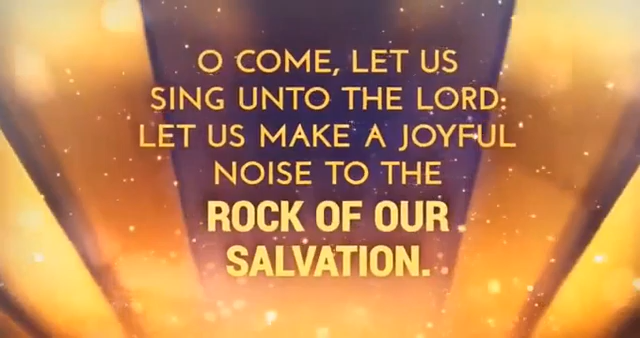 O COME, LET US
SING UNTO THE LORD:
LET US MAKE A JOYFUL
NOISE TO THE
ROCK OF OUR
SALVATION.